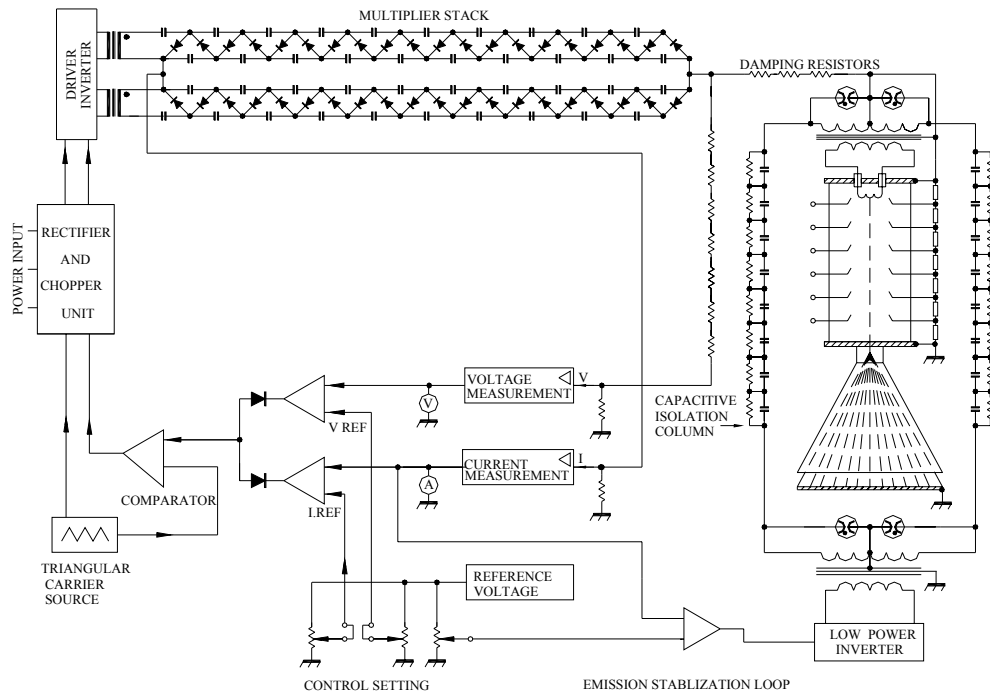 MULTIPLIER STACK
DRIVER
INVERTER
DAMPING RESISTORS
POWER INPUT
RECTIFIER
AND
CHOPPER
UNIT
VOLTAGE
MEASUREMENT
V
V
V REF
CAPACITIVE
ISOLATION
COLUMN
CURRENT
MEASUREMENT
I
A
I.REF
COMPARATOR
TRIANGULAR
CARRIER
SOURCE
REFERENCE
VOLTAGE
LOW POWER
INVERTER
CONTROL SETTING
EMISSION STABLIZATION LOOP